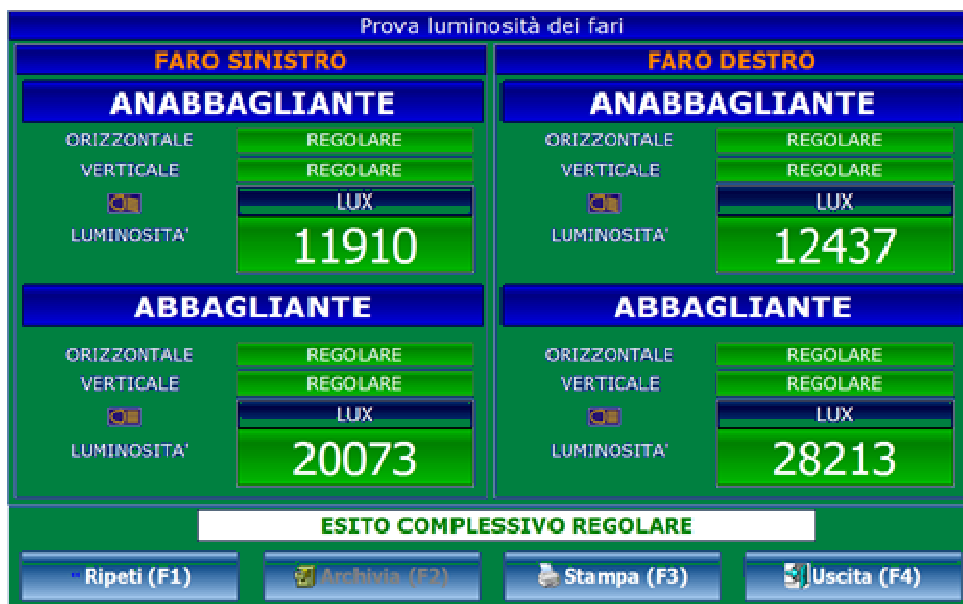 Prova luminosità dei fari
FARO SINISTRO
ANABBAGLIANTE
ORIZZONTALE REGOLARE
VERTICALE REGOLARE
LUX
LUMINOSITA' 11910
ABBAGLIANTE
ORIZZONTALE REGOLARE
VERTICALE REGOLARE
LUX
LUMINOSITA' 20073
FARO DESTRO
ANABBAGLIANTE
ORIZZONTALE REGOLARE
VERTICALE REGOLARE
LUX
LUMINOSITA' 12437
ABBAGLIANTE
ORIZZONTALE REGOLARE
VERTICALE REGOLARE
LUX
LUMINOSITA' 28213
ESITO COMPLESSIVO REGOLARE
Ripeti (F1) Archivia (F2) Stampa (F3) Uscita (F4)